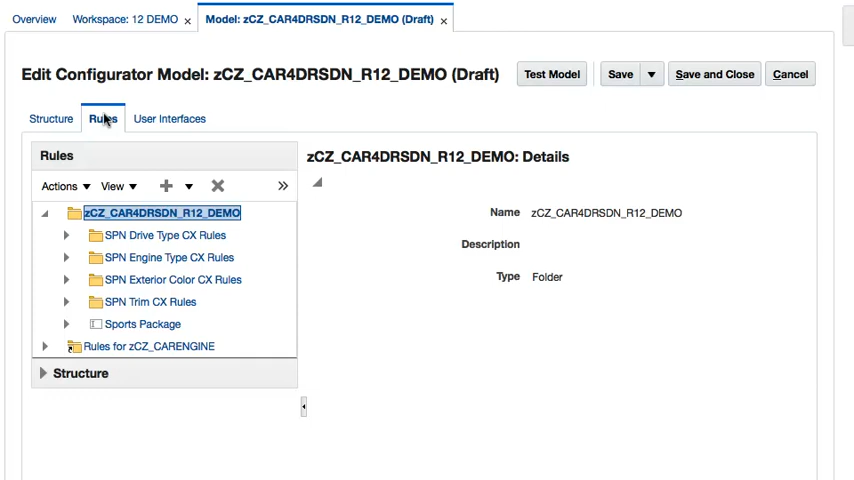 Overview Workspace: 12 DEMO Model: zCZ_CAR4DRSDN_R12_DEMO (Draft)
Edit Configurator Model: zCZ_CAR4DRSDN_R12_DEMO (Draft) Test Model Save Save and Close Cancel
Structure Rules User Interfaces
Rules
zCZ_CAR4DRSDN_R12_DEMO: Details
Actions View
zCZ_CAR4DRSDN_R12_DEMO
Name zCZ_CAR4DRSDN_R12_DEMO
SPN Drive Type CX Rules
Description
SPN Engine Type CX Rules
Type Folder
SPN Exterior Color CX Rules
SPN Trim CX Rules
Sports Package
Rules for zCZ_CARENGINE
Structure